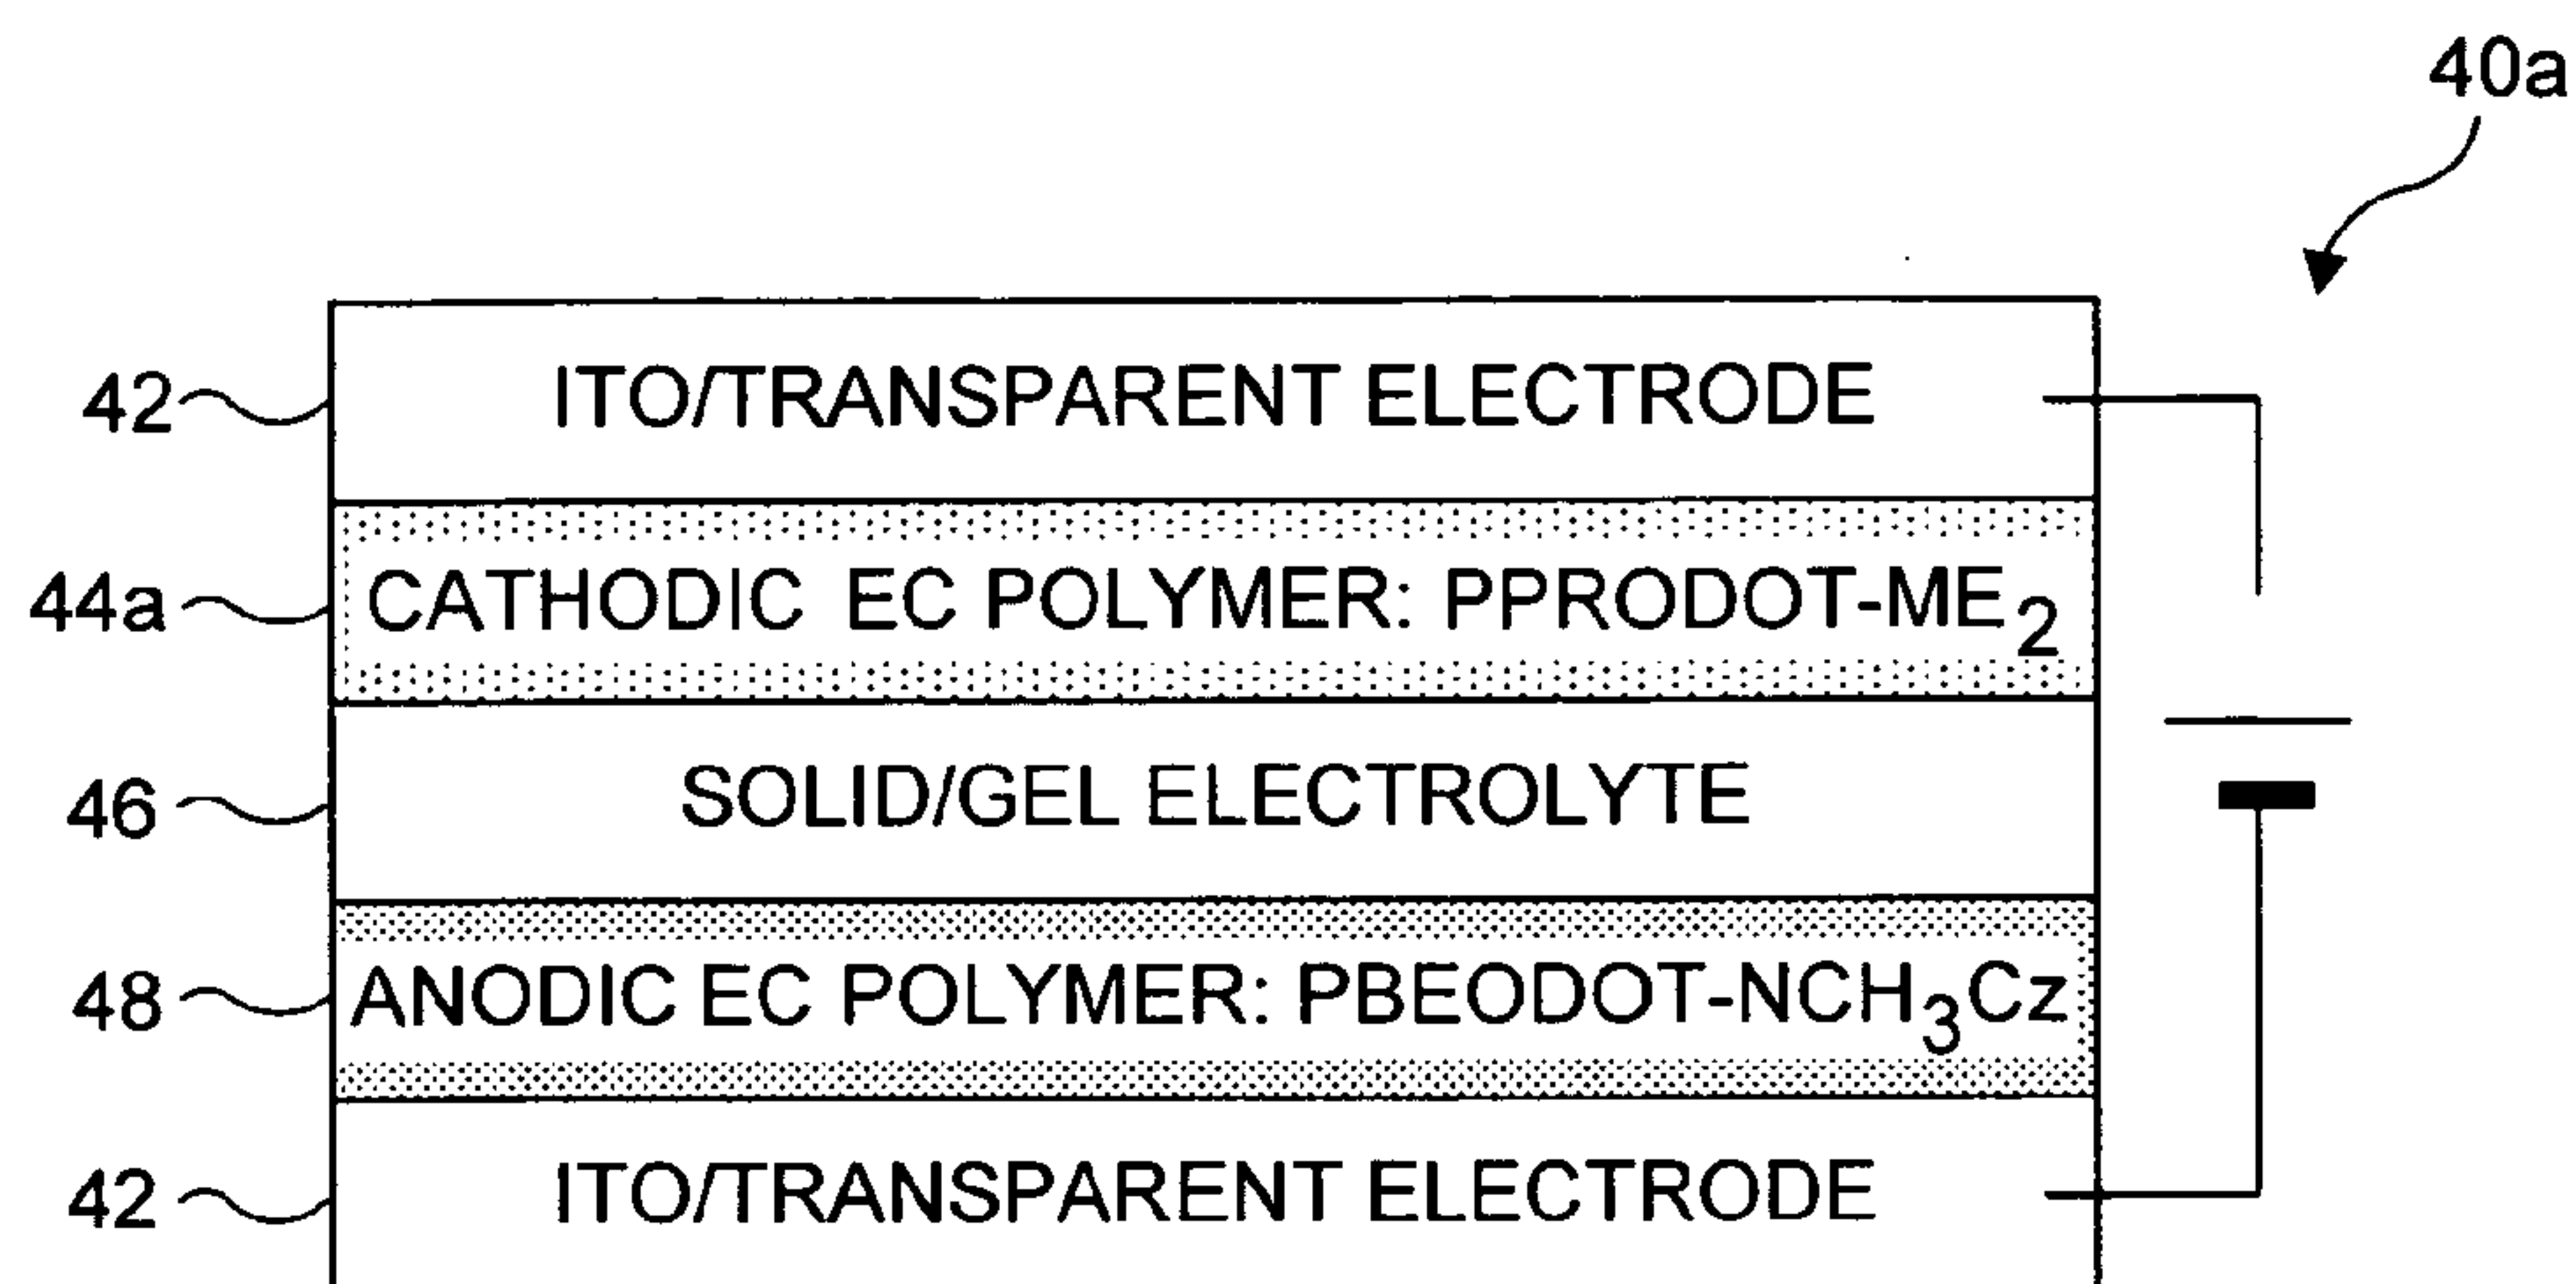 40a
42 ITO/TRANSPARENT ELECTRODE
44a CATHODIC EC POLYMER: PPRODOT-ME₂
46 SOLID/GEL ELECTROLYTE
48 ANODIC EC POLYMER: PBEODOT-NCH₃Cz
42 ITO/TRANSPARENT ELECTRODE